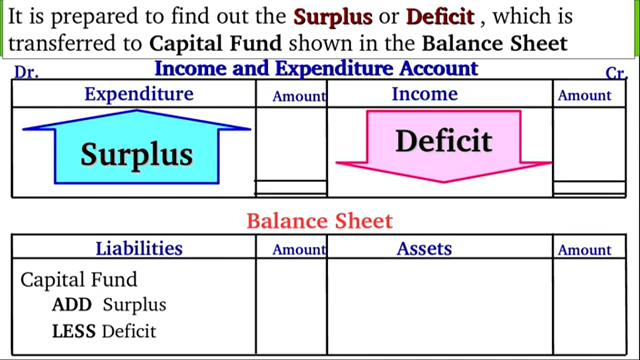 It is prepared to find out the Surplus or Deficit , which is
transferred to Capital Fund shown in the Balance Sheet
Dr. Income and Expenditure Account Cr.
Expenditure Amount Income Amount
Surplus Deficit
Balance Sheet
Liabilities Amount Assets Amount
Capital Fund
ADD Surplus
LESS Deficit